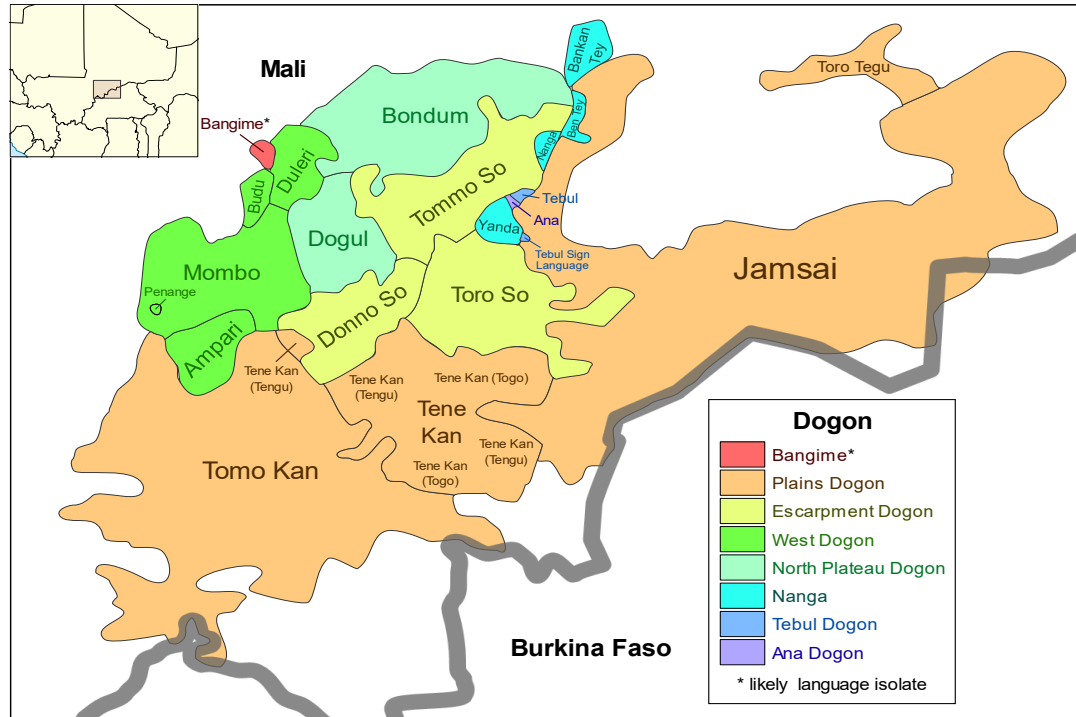 Mali
Bankan
Tey
Toro Tegu
Bondum
Bangime*
Ben Tey
Duleri
Nanga
Budu
Tommo So
Tebul
Ana
Yanda
Dogul
Tebul Sign
Language
Jamsai
Mombo
Penange
Toro So
Donno So
Ampari
Tene Kan
(Tengu)
Tene Kan
(Tengu)
Tene Kan (Togo)
Tene
Kan
Tene Kan
(Tengu)
Tene Kan
(Togo)
Tomo Kan
Burkina Faso
Dogon
Bangime*
Plains Dogon
Escarpment Dogon
West Dogon
North Plateau Dogon
Nanga
Tebul Dogon
Ana Dogon
* likely language isolate